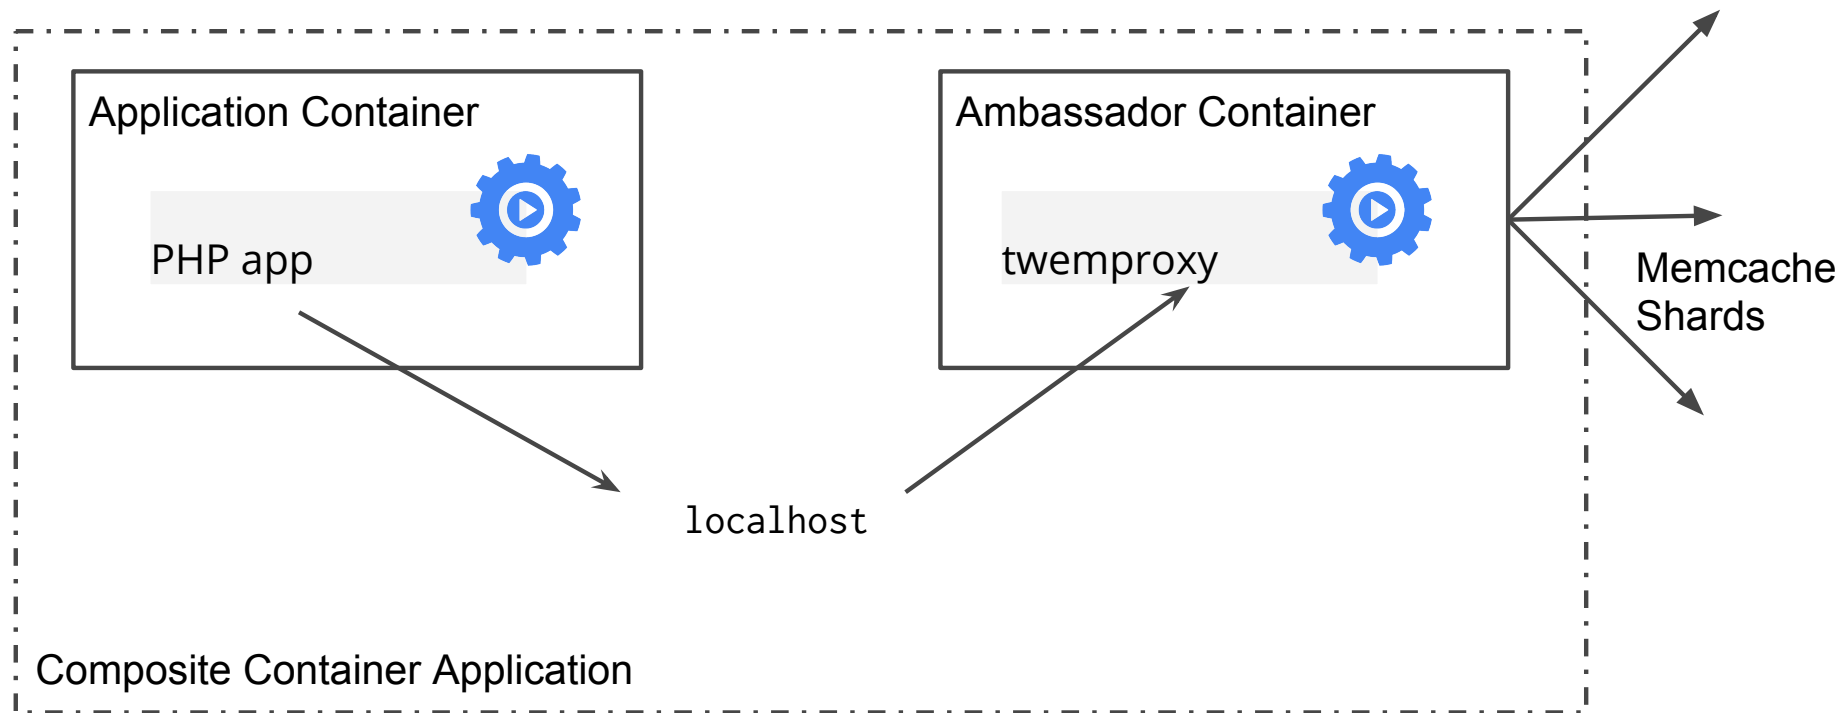 Application Container
PHP app
Ambassador Container
twemproxy
Memcache
Shards
localhost
Composite Container Application